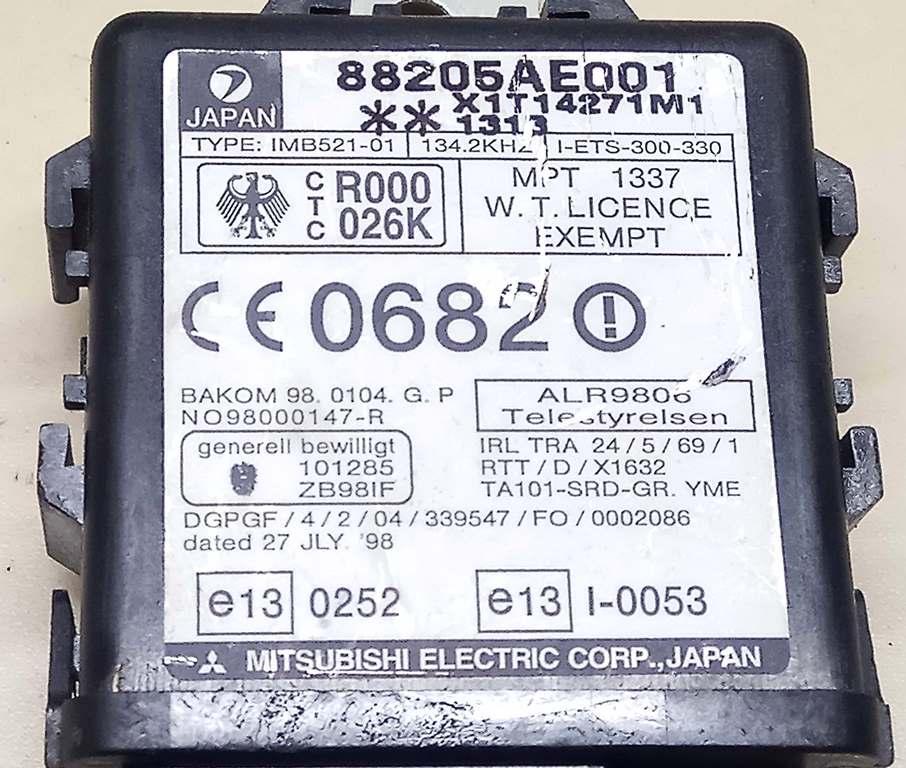 88205AE001
JAPAN
** X1T14271M1
1313
TYPE: IMB521-01 134.2KHZ I-ETS-300-330
CTC R000 026K
MPT 1337
W. T. LICENCE
EXEMPT
CE 0682
BAKOM 98. 0104. G. P
NO98000147-R
ALR9806
Telestyrelsen
generell bewilligt
101285
ZB98IF
IRL TRA 24/5/69/1
RTT/D/X1632
TA101-SRD-GR. YME
DGPGF/4/2/04/339547/FO/0002086
dated 27 JLY. '98
e13 0252 e13 I-0053
MITSUBISHI ELECTRIC CORP.,JAPAN